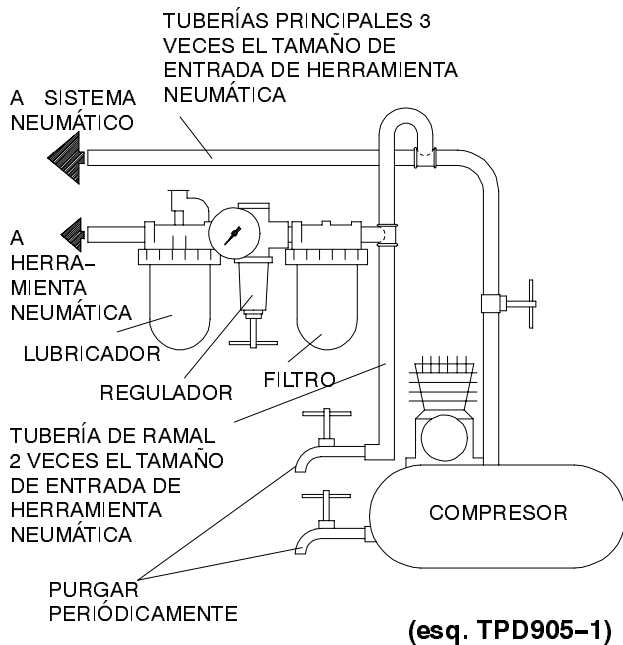 TUBERÍAS PRINCIPALES 3
VECES EL TAMAÑO DE
ENTRADA DE HERRAMIENTA
NEUMÁTICA
A SISTEMA
NEUMÁTICO
A
HERRA–
MIENTA
NEUMÁTICA
LUBRICADOR
REGULADOR
FILTRO
TUBERÍA DE RAMAL
2 VECES EL TAMAÑO
DE ENTRADA DE
HERRAMIENTA
NEUMÁTICA
COMPRESOR
PURGAR
PERIÓDICAMENTE
(esq. TPD905–1)